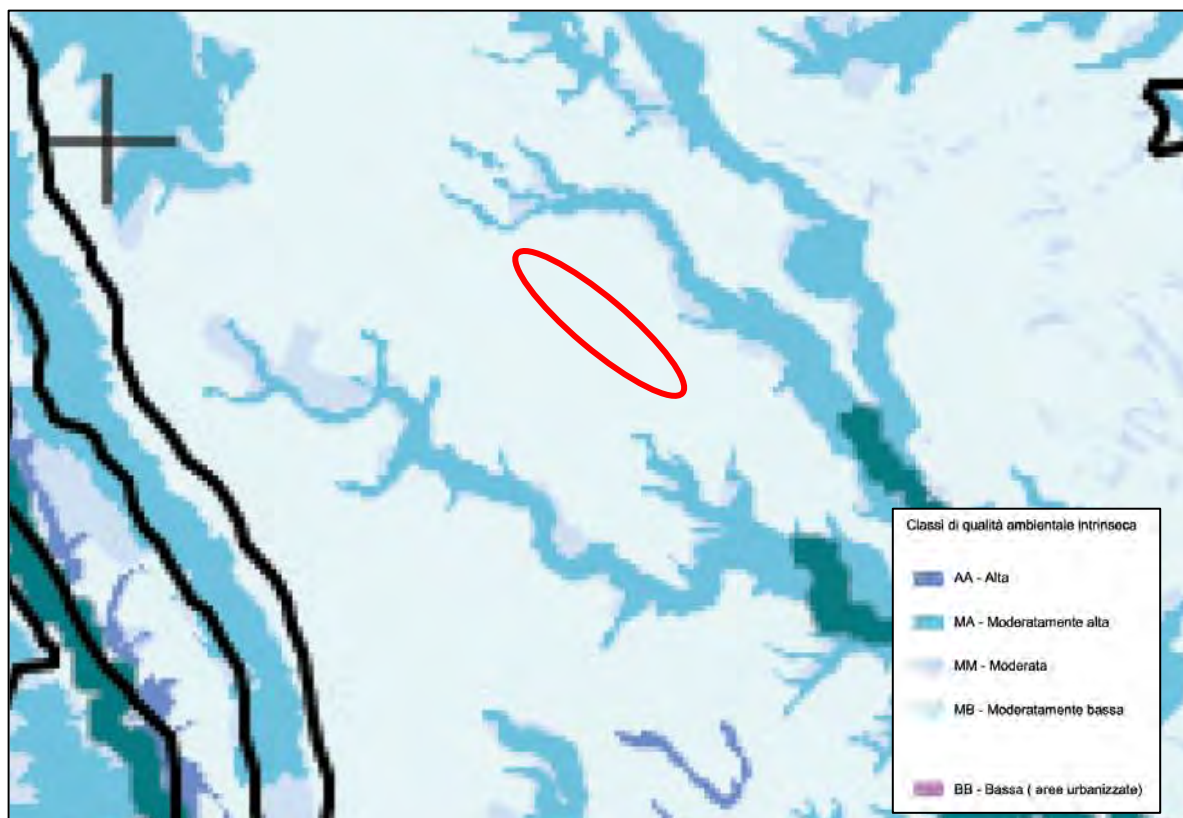 Classi di qualità ambientale intrinseca
AA - Alta
MA - Moderatamente alta
MM - Moderata
MB - Moderatamente bassa
BB - Bassa ( aree urbanizzate)